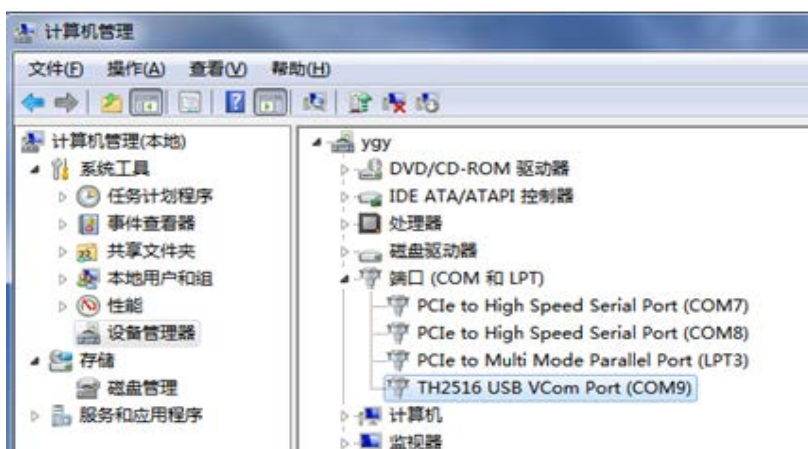 计算机管理
文件(F) 操作(A) 查看(V) 帮助(H)
计算机管理(本地)
系统工具
任务计划程序
事件查看器
共享文件夹
本地用户和组
性能
设备管理器
存储
磁盘管理
服务和应用程序
ygy
DVD/CD-ROM 驱动器
IDE ATA/ATAPI 控制器
处理器
磁盘驱动器
端口 (COM 和 LPT)
PCIe to High Speed Serial Port (COM7)
PCIe to High Speed Serial Port (COM8)
PCIe to Multi Mode Parallel Port (LPT3)
TH2516 USB VCom Port (COM9)
计算机
监视器